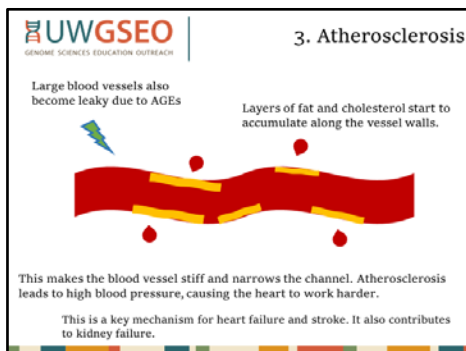 UWGSEO
GENOME SCIENCES EDUCATION OUTREACH
3. Atherosclerosis
Large blood vessels also
become leaky due to AGEs
Layers of fat and cholesterol start to
accumulate along the vessel walls.
This makes the blood vessel stiff and narrows the channel. Atherosclerosis
leads to high blood pressure, causing the heart to work harder.
This is a key mechanism for heart failure and stroke. It also contributes
to kidney failure.